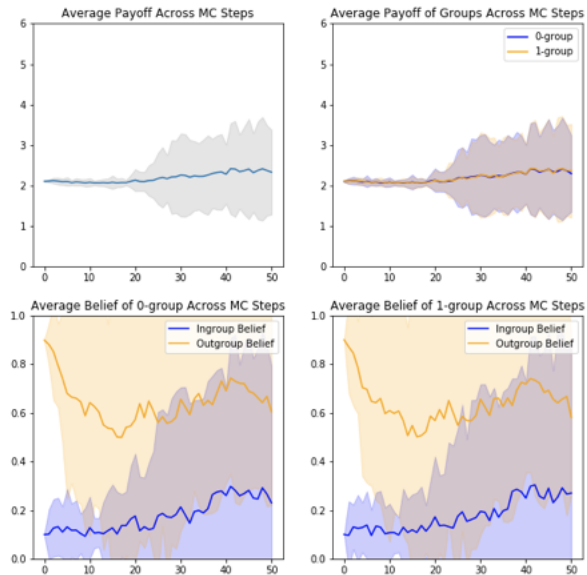 Average Payoff Across MC Steps
6
5
4
3
2
1
0
0 10 20 30 40 50
Average Payoff of Groups Across MC Steps
0-group
1-group
6
5
4
3
2
1
0
0 10 20 30 40 50
Average Belief of 0-group Across MC Steps
Ingroup Belief
Outgroup Belief
1.0
0.8
0.6
0.4
0.2
0.0
0 10 20 30 40 50
Average Belief of 1-group Across MC Steps
Ingroup Belief
Outgroup Belief
1.0
0.8
0.6
0.4
0.2
0.0
0 10 20 30 40 50